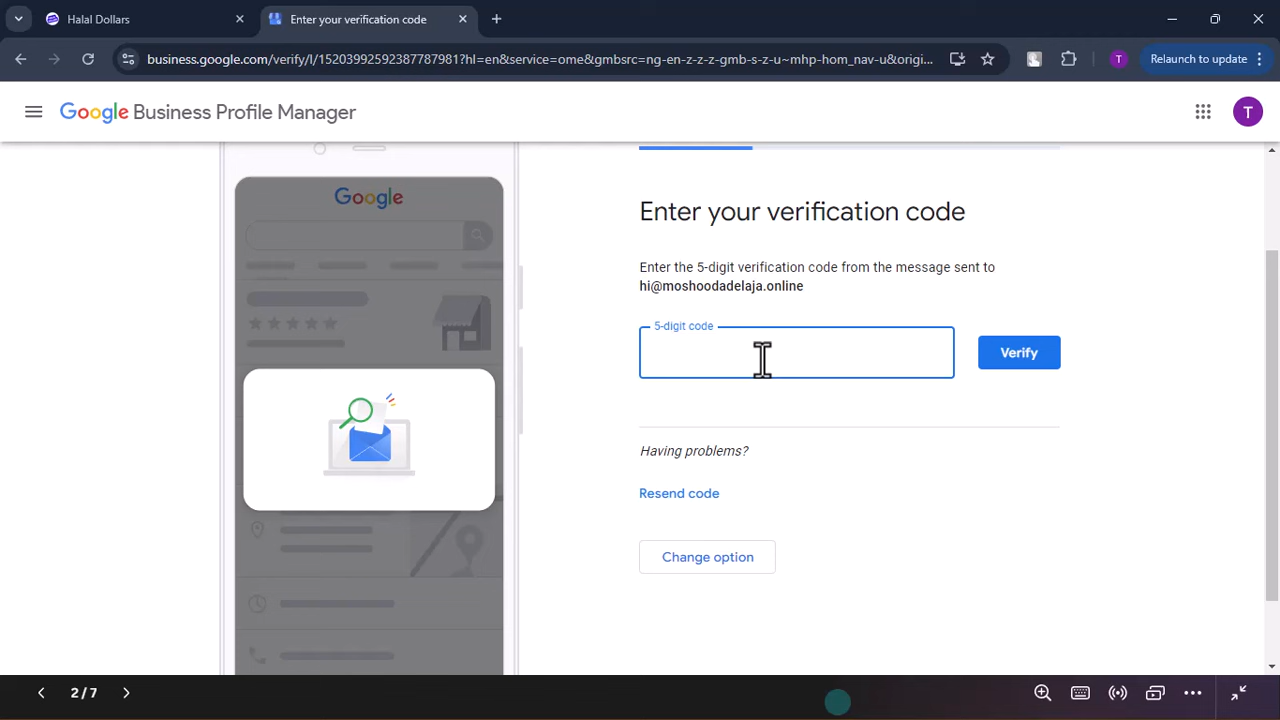 Halal Dollars
Enter your verification code
business.google.com/verify/l/15203992592387787981?hl=en&service=ome&gmbsrc=ng-en-z-z-z-gmb-s-z-u~mhp-hom_nav-u&origi...
T
Relaunch to update
Google Business Profile Manager
T
Google
Enter your verification code
Enter the 5-digit verification code from the message sent to
hi@moshoodadelaja.online
5-digit code
Verify
Having problems?
Resend code
Change option
2/7